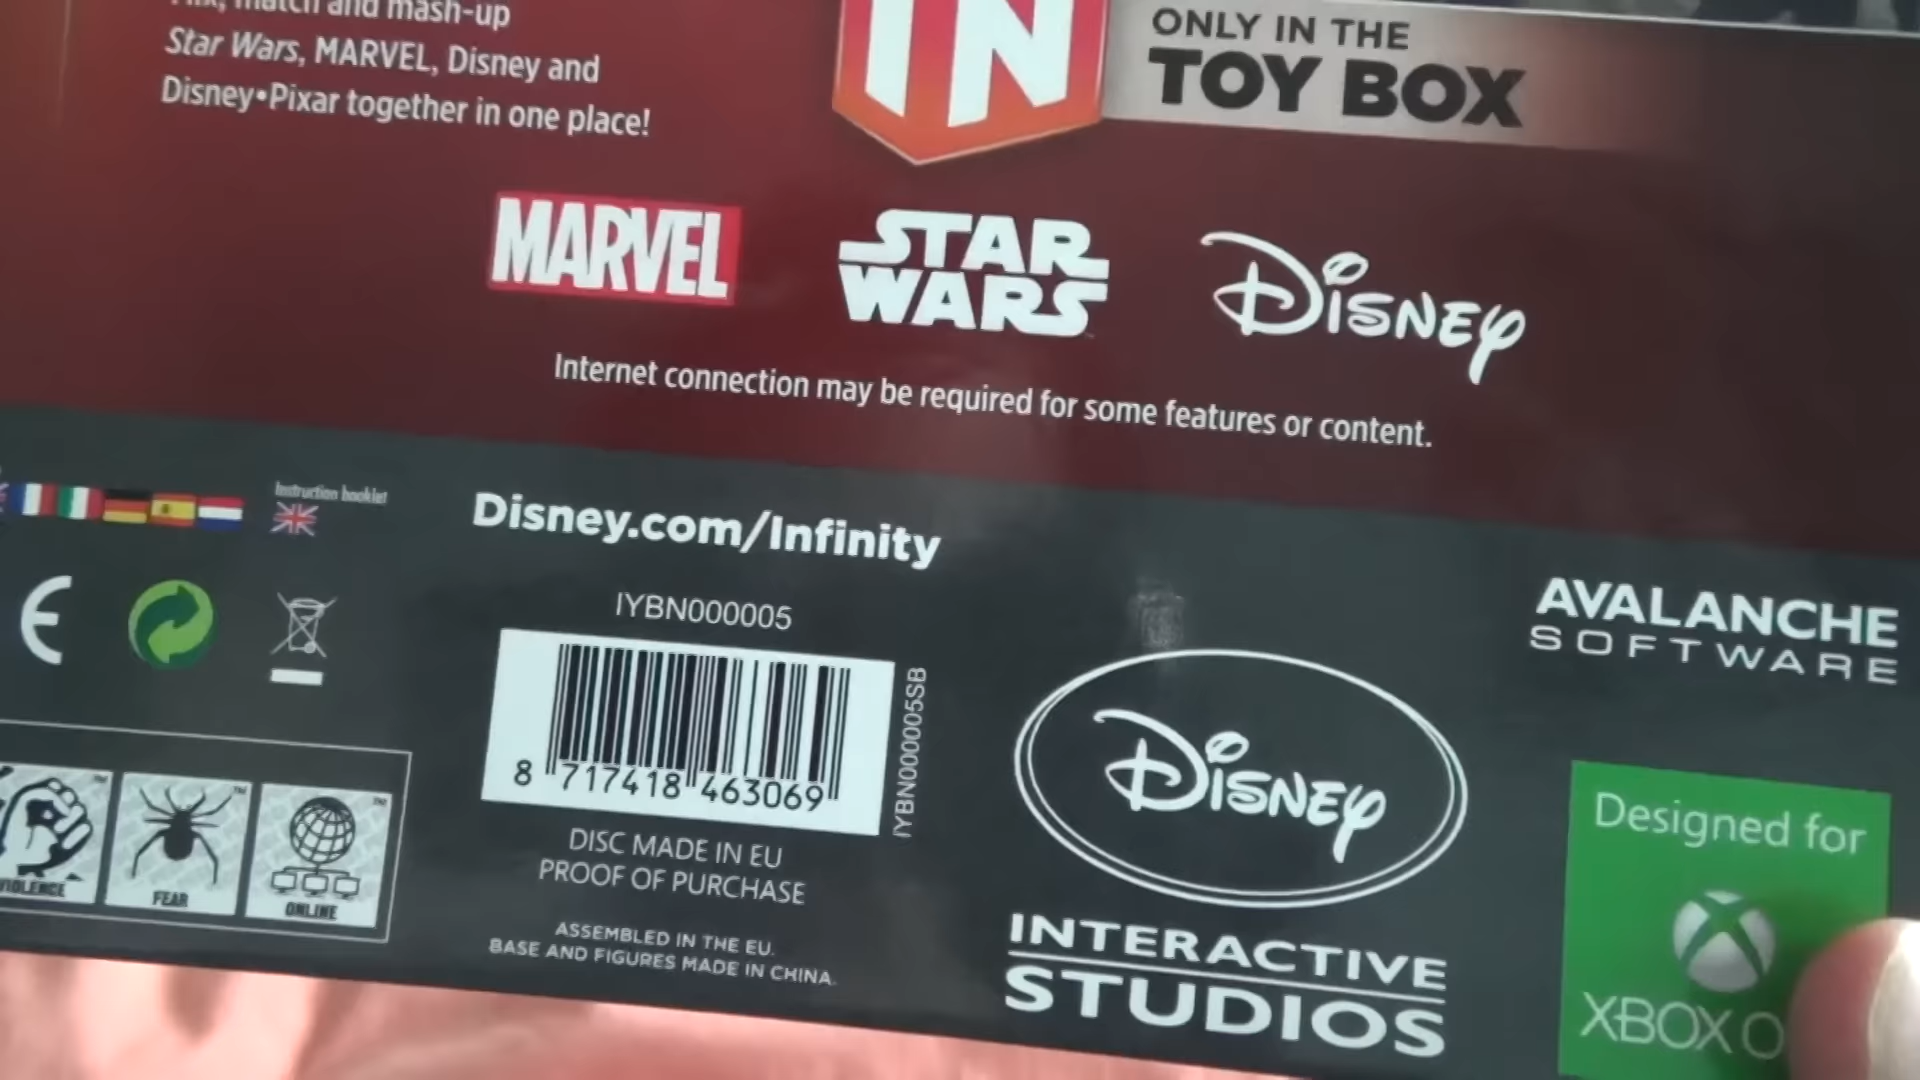 match and mash-up
Star Wars, MARVEL, Disney and
Disney•Pixar together in one place!
IN
ONLY IN THE
TOY BOX
MARVEL
STAR
WARS
Disney
Internet connection may be required for some features or content.
Instruction booklet
Disney.com/Infinity
IYBN000005
8 717418 463069
IYBN000005SB
DISC MADE IN EU
PROOF OF PURCHASE
ASSEMBLED IN THE EU.
BASE AND FIGURES MADE IN CHINA.
CE
VIOLENCE
FEAR
ONLINE
Disney
INTERACTIVE
STUDIOS
AVALANCHE
SOFTWARE
Designed for
XBOX O